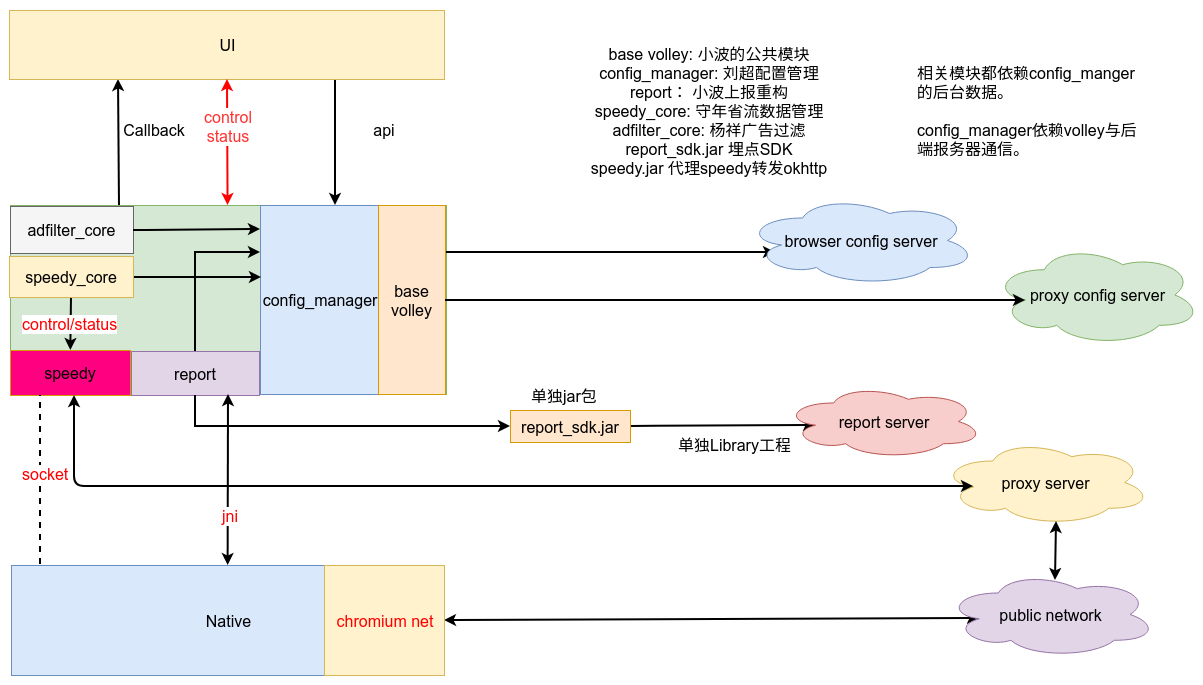 UI
base volley: 小波的公共模块
config_manager: 刘超配置管理
report： 小波上报重构
speedy_core: 守年省流数据管理
adfilter_core: 杨祥广告过滤
report_sdk.jar 埋点SDK
speedy.jar 代理speedy转发okhttp
相关模块都依赖config_manger
的后台数据。
config_manager依赖volley与后
端报务器通信。
Callback
control
status
api
adfilter_core
speedy_core
control/status
speedy
report
config_manager
base
volley
browser config server
proxy config server
单独jar包
report_sdk.jar
单独Library工程
report server
socket
jni
proxy server
Native
chromium net
public network